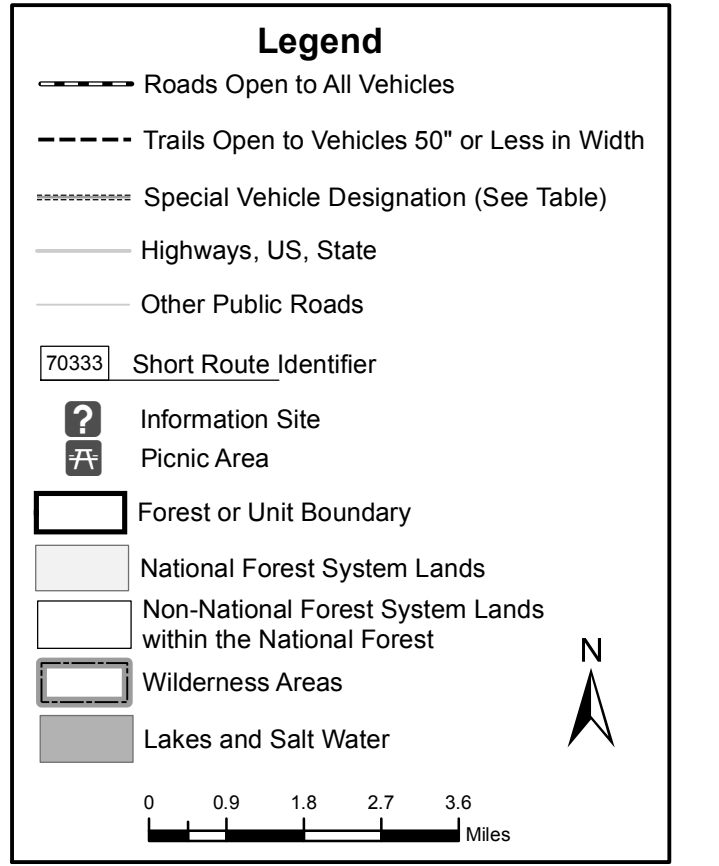 Legend
Roads Open to All Vehicles
Trails Open to Vehicles 50" or Less in Width
Special Vehicle Designation (See Table)
Highways, US, State
Other Public Roads
70333 Short Route Identifier
? Information Site
Picnic Area
Forest or Unit Boundary
National Forest System Lands
Non-National Forest System Lands
within the National Forest
N
Wilderness Areas
Lakes and Salt Water
0 0.9 1.8 2.7 3.6
Miles